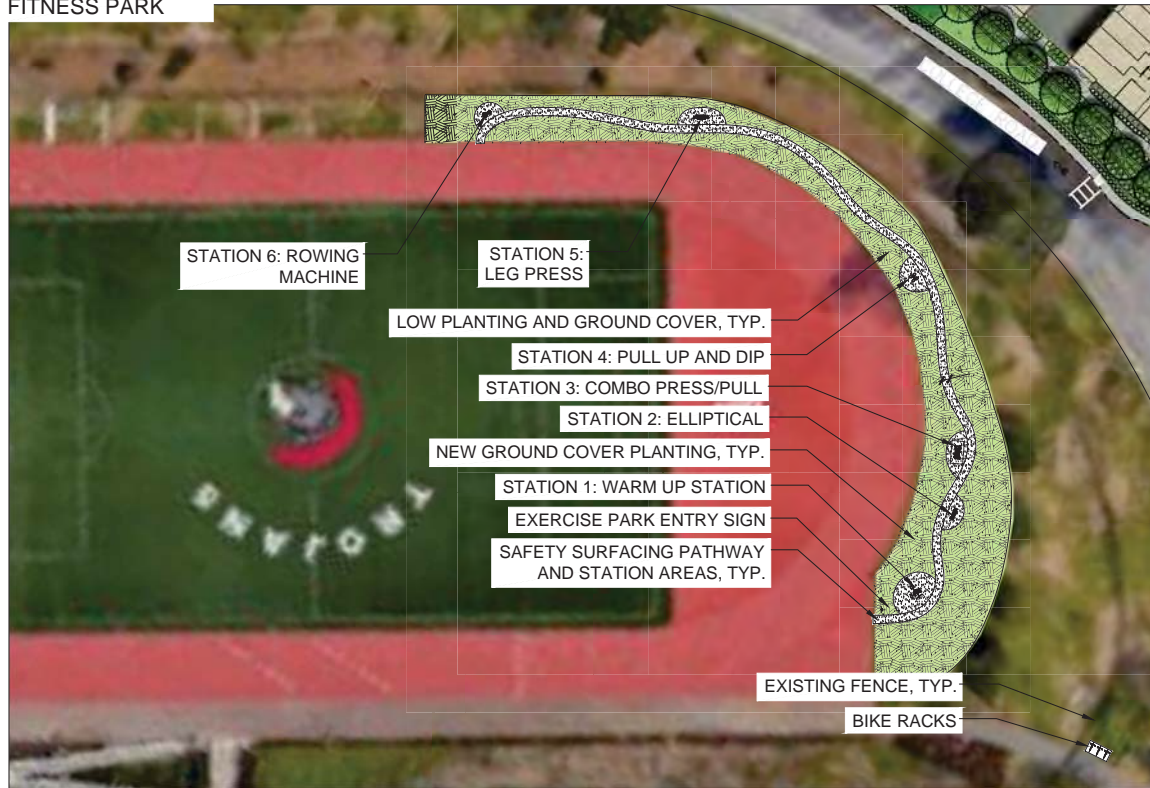 FITNESS PARK
COLLEGE ROAD
STATION 6: ROWING
MACHINE
STATION 5:
LEG PRESS
LOW PLANTING AND GROUND COVER, TYP.
STATION 4: PULL UP AND DIP
STATION 3: COMBO PRESS/PULL
STATION 2: ELLIPTICAL
NEW GROUND COVER PLANTING, TYP.
STATION 1: WARM UP STATION
EXERCISE PARK ENTRY SIGN
SAFETY SURFACING PATHWAY
AND STATION AREAS, TYP.
TROJANS
EXISTING FENCE, TYP.
BIKE RACKS